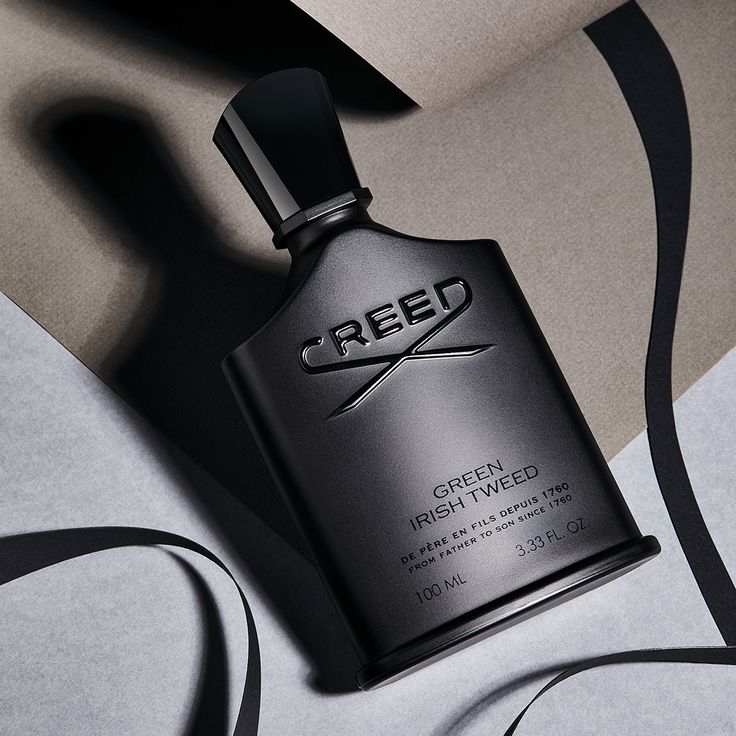 CREED
GREEN
IRISH TWEED
DE PÈRE EN FILS DEPUIS 1760
FROM FATHER TO SON SINCE 1760
100 ML 3.33 FL. OZ.